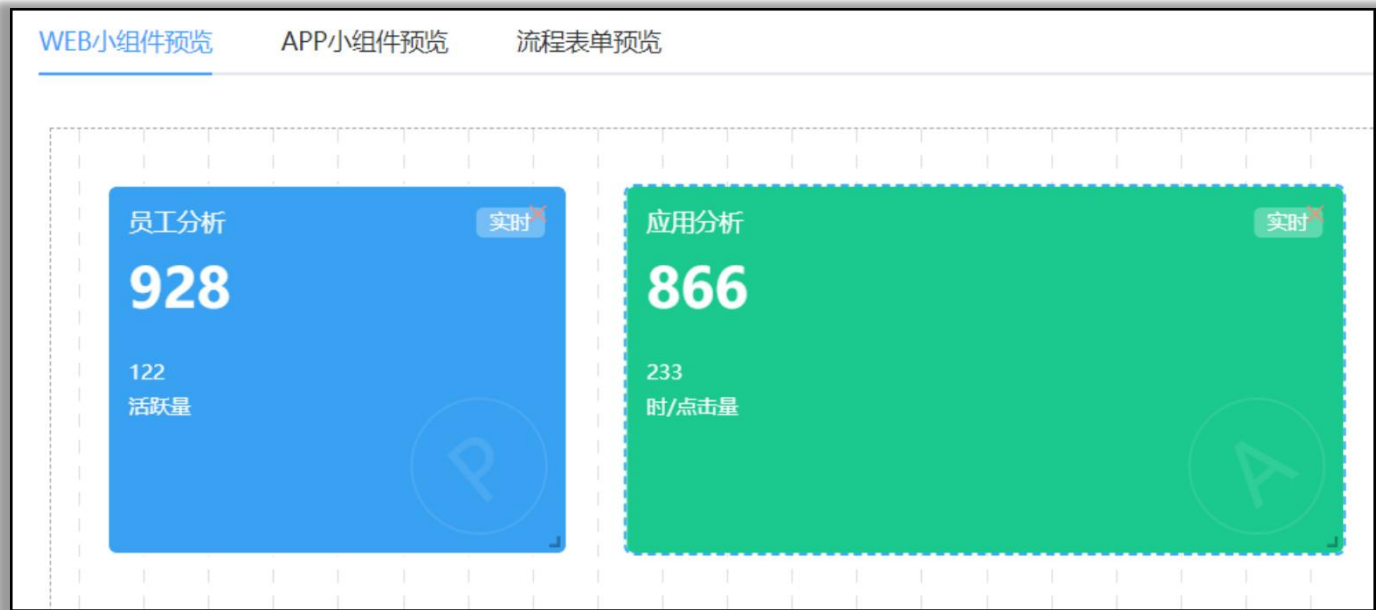 WEB小组件预览 APP小组件预览 流程表单预览
员工分析 实时
928
122
活跃量
P
应用分析 实时
866
233
时/点击量
A